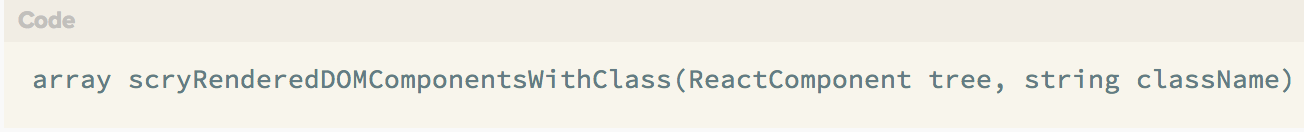 Code
array scryRenderedDOMComponentsWithClass(ReactComponent tree, string className)